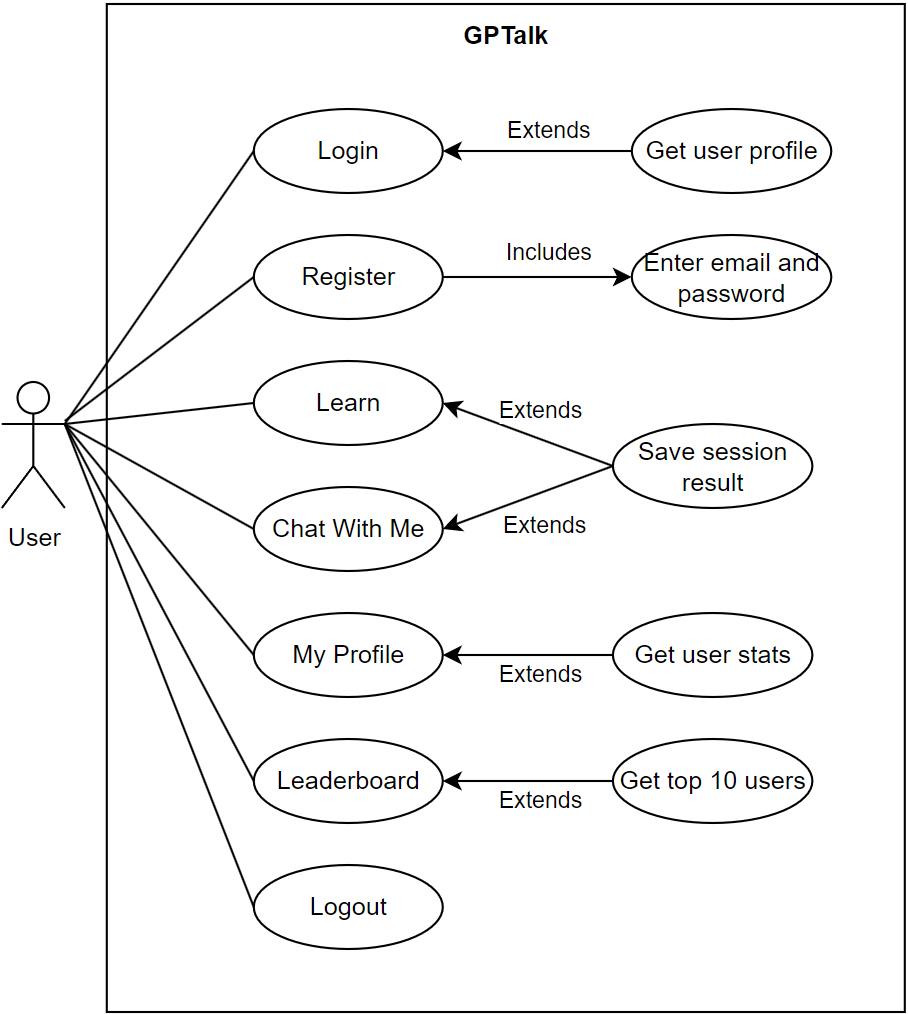 GPTalk
Login
Extends
Get user profile
Register
Includes
Enter email and
password
Learn
Extends
Save session
result
Chat With Me
Extends
User
My Profile
Extends
Get user stats
Leaderboard
Extends
Get top 10 users
Logout